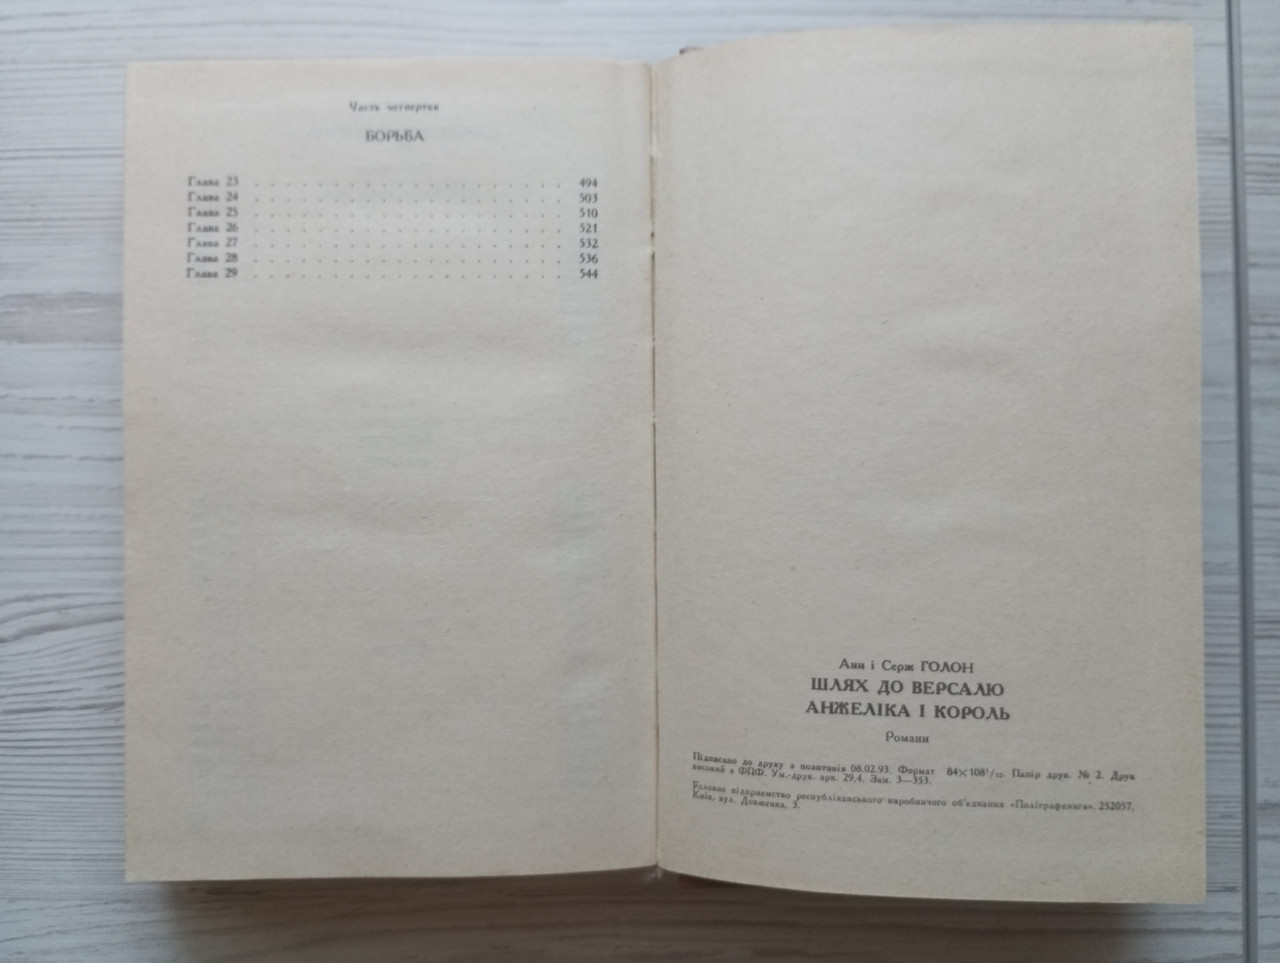 Часть четвертая
БОРЬБА
Глава 23 . . . . . . . . . . . . . . . . . . . . 494
Глава 24 . . . . . . . . . . . . . . . . . . . . 503
Глава 25 . . . . . . . . . . . . . . . . . . . . 510
Глава 26 . . . . . . . . . . . . . . . . . . . . 521
Глава 27 . . . . . . . . . . . . . . . . . . . . 532
Глава 28 . . . . . . . . . . . . . . . . . . . . 536
Глава 29 . . . . . . . . . . . . . . . . . . . . 544
Анн і Серж ГОЛОН
ШЛЯХ ДО ВЕРСАЛЮ
АНЖЕЛІКА І КОРОЛЬ
Романи
Підписано до друку з позитивів 08.02.93. Формат 84×108¹/₃₂. Папір друк. № 2. Друк
високий з ФПФ. Ум.-друк. арк. 29,4. Зам. 3—353.
Головне підприємство республіканського виробничого об'єднання «Поліграфкнига», 252057,
Київ, вул. Довженка, 3.